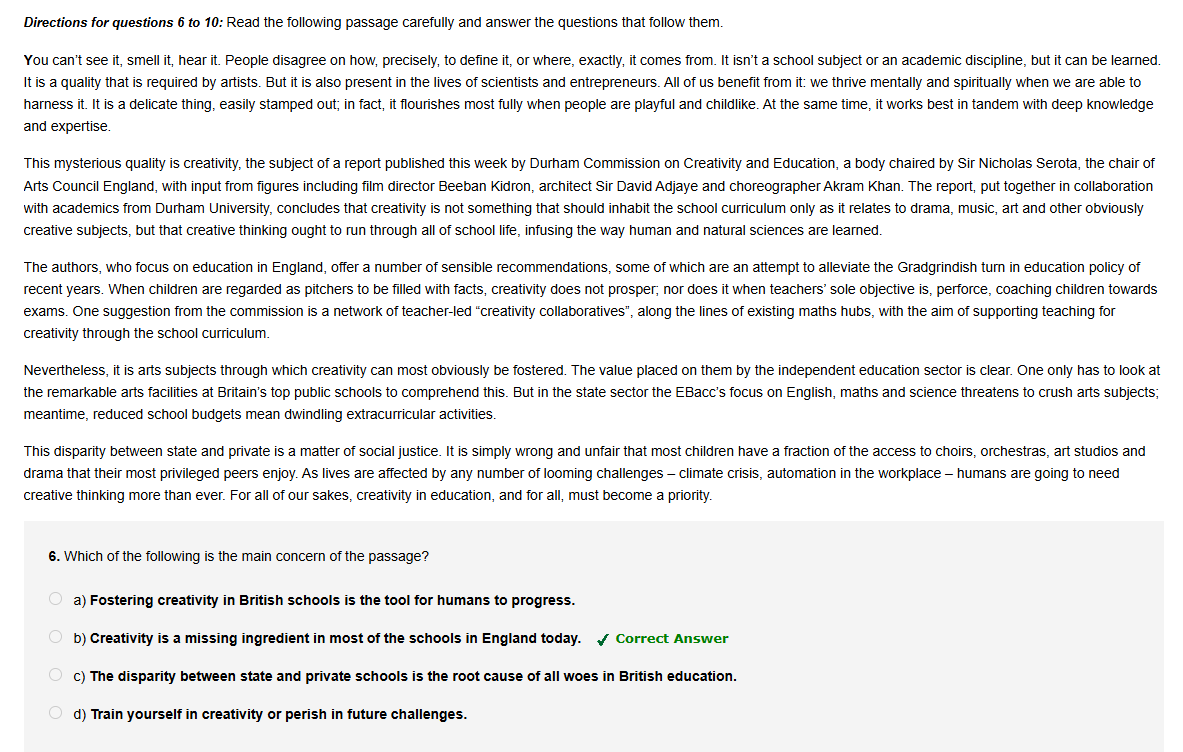 Directions for questions 6 to 10: Read the following passage carefully and answer the questions that follow them.
You can't see it, smell it, hear it. People disagree on how, precisely, to define it, or where, exactly, it comes from. It isn't a school subject or an academic discipline, but it can be learned.
It is a quality that is required by artists. But it is also present in the lives of scientists and entrepreneurs. All of us benefit from it: we thrive mentally and spiritually when we are able to
harness it. It is a delicate thing, easily stamped out; in fact, it flourishes most fully when people are playful and childlike. At the same time, it works best in tandem with deep knowledge
and expertise.
This mysterious quality is creativity, the subject of a report published this week by Durham Commission on Creativity and Education, a body chaired by Sir Nicholas Serota, the chair of
Arts Council England, with input from figures including film director Beeban Kidron, architect Sir David Adjaye and choreographer Akram Khan. The report, put together in collaboration
with academics from Durham University, concludes that creativity is not something that should inhabit the school curriculum only as it relates to drama, music, art and other obviously
creative subjects, but that creative thinking ought to run through all of school life, infusing the way human and natural sciences are learned.
The authors, who focus on education in England, offer a number of sensible recommendations, some of which are an attempt to alleviate the Gradgrindish turn in education policy of
recent years. When children are regarded as pitchers to be filled with facts, creativity does not prosper; nor does it when teachers' sole objective is, perforce, coaching children towards
exams. One suggestion from the commission is a network of teacher-led “creativity collaboratives”, along the lines of existing maths hubs, with the aim of supporting teaching for
creativity through the school curriculum.
Nevertheless, it is arts subjects through which creativity can most obviously be fostered. The value placed on them by the independent education sector is clear. One only has to look at
the remarkable arts facilities at Britain's top public schools to comprehend this. But in the state sector the EBacc's focus on English, maths and science threatens to crush arts subjects;
meantime, reduced school budgets mean dwindling extracurricular activities.
This disparity between state and private is a matter of social justice. It is simply wrong and unfair that most children have a fraction of the access to choirs, orchestras, art studios and
drama that their most privileged peers enjoy. As lives are affected by any number of looming challenges – climate crisis, automation in the workplace – humans are going to need
creative thinking more than ever. For all of our sakes, creativity in education, and for all, must become a priority.
6. Which of the following is the main concern of the passage?
a) Fostering creativity in British schools is the tool for humans to progress.
b) Creativity is a missing ingredient in most of the schools in England today. ✓ Correct Answer
c) The disparity between state and private schools is the root cause of all woes in British education.
d) Train yourself in creativity or perish in future challenges.